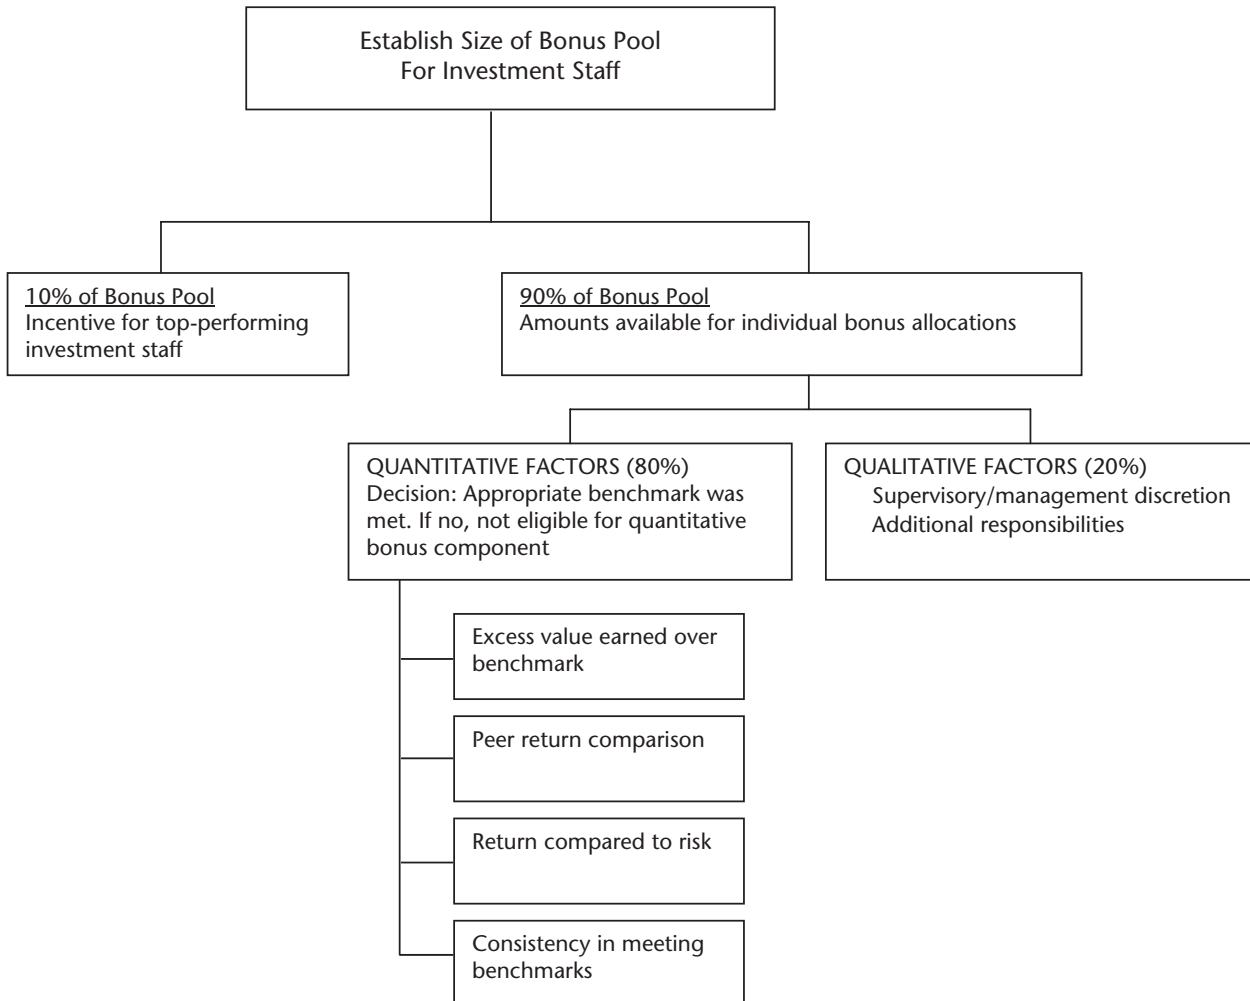 Establish Size of Bonus Pool
For Investment Staff
10% of Bonus Pool
Incentive for top-performing
investment staff
90% of Bonus Pool
Amounts available for individual bonus allocations
QUANTITATIVE FACTORS (80%)
Decision: Appropriate benchmark was
met. If no, not eligible for quantitative
bonus component
QUALITATIVE FACTORS (20%)
Supervisory/management discretion
Additional responsibilities
Excess value earned over
benchmark
Peer return comparison
Return compared to risk
Consistency in meeting
benchmarks